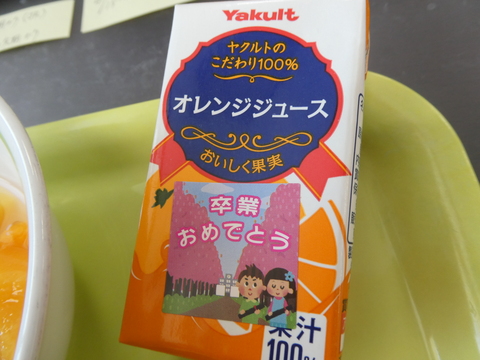 Yakult
ヤクルトの
こだわり100%
オレンジジュース
おいしく果実
卒業
おめでとう
果汁
100%